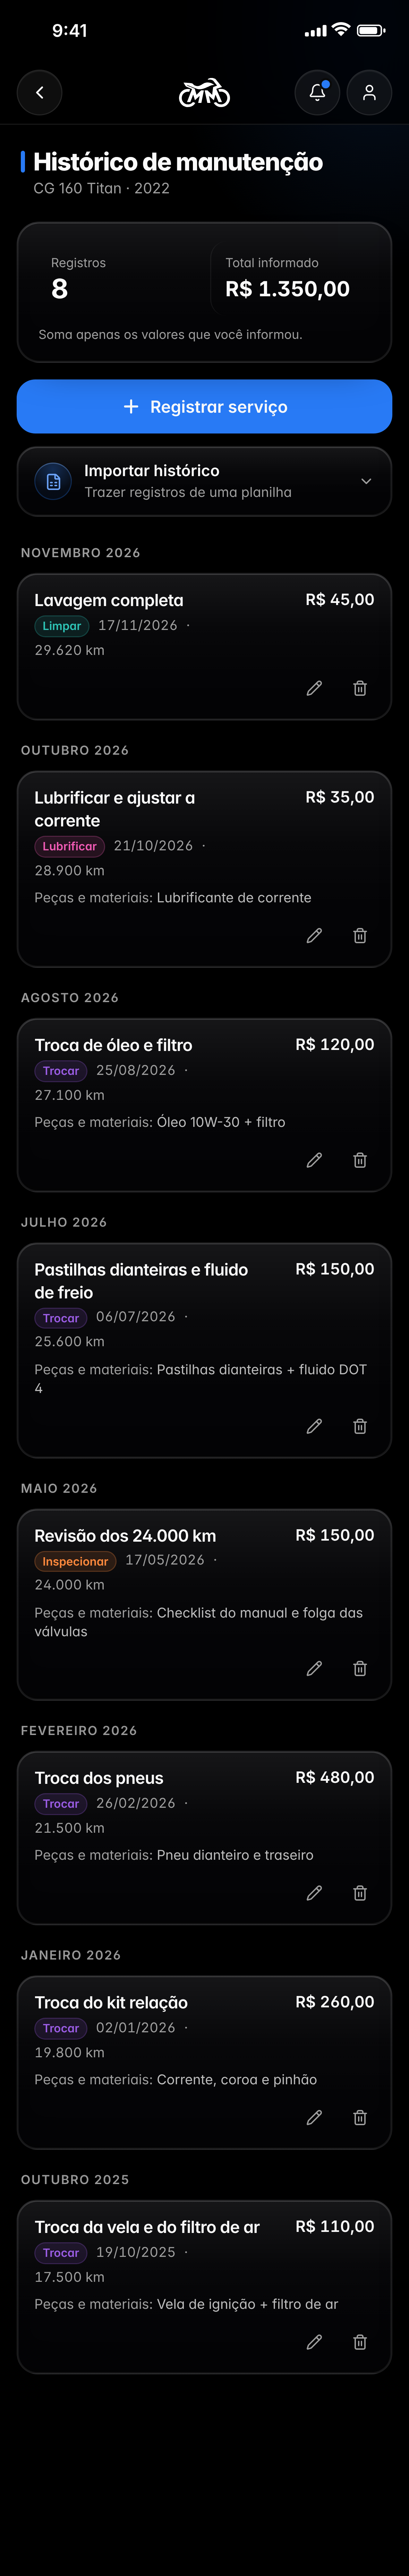 9:41
MM
Histórico de manutenção
CG 160 Titan · 2022
Registros
8
Total informado
R$ 1.350,00
Soma apenas os valores que você informou.
+ Registrar serviço
Importar histórico
Trazer registros de uma planilha
NOVEMBRO 2026
Lavagem completa R$ 45,00
Limpar 17/11/2026 ·
29.620 km
OUTUBRO 2026
Lubrificar e ajustar a R$ 35,00
corrente
Lubrificar 21/10/2026 ·
28.900 km
Peças e materiais: Lubrificante de corrente
AGOSTO 2026
Troca de óleo e filtro R$ 120,00
Trocar 25/08/2026 ·
27.100 km
Peças e materiais: Óleo 10W-30 + filtro
JULHO 2026
Pastilhas dianteiras e fluido R$ 150,00
de freio
Trocar 06/07/2026 ·
25.600 km
Peças e materiais: Pastilhas dianteiras + fluido DOT
4
MAIO 2026
Revisão dos 24.000 km R$ 150,00
Inspecionar 17/05/2026 ·
24.000 km
Peças e materiais: Checklist do manual e folga das
válvulas
FEVEREIRO 2026
Troca dos pneus R$ 480,00
Trocar 26/02/2026 ·
21.500 km
Peças e materiais: Pneu dianteiro e traseiro
JANEIRO 2026
Troca do kit relação R$ 260,00
Trocar 02/01/2026 ·
19.800 km
Peças e materiais: Corrente, coroa e pinhão
OUTUBRO 2025
Troca da vela e do filtro de ar R$ 110,00
Trocar 19/10/2025 ·
17.500 km
Peças e materiais: Vela de ignição + filtro de ar